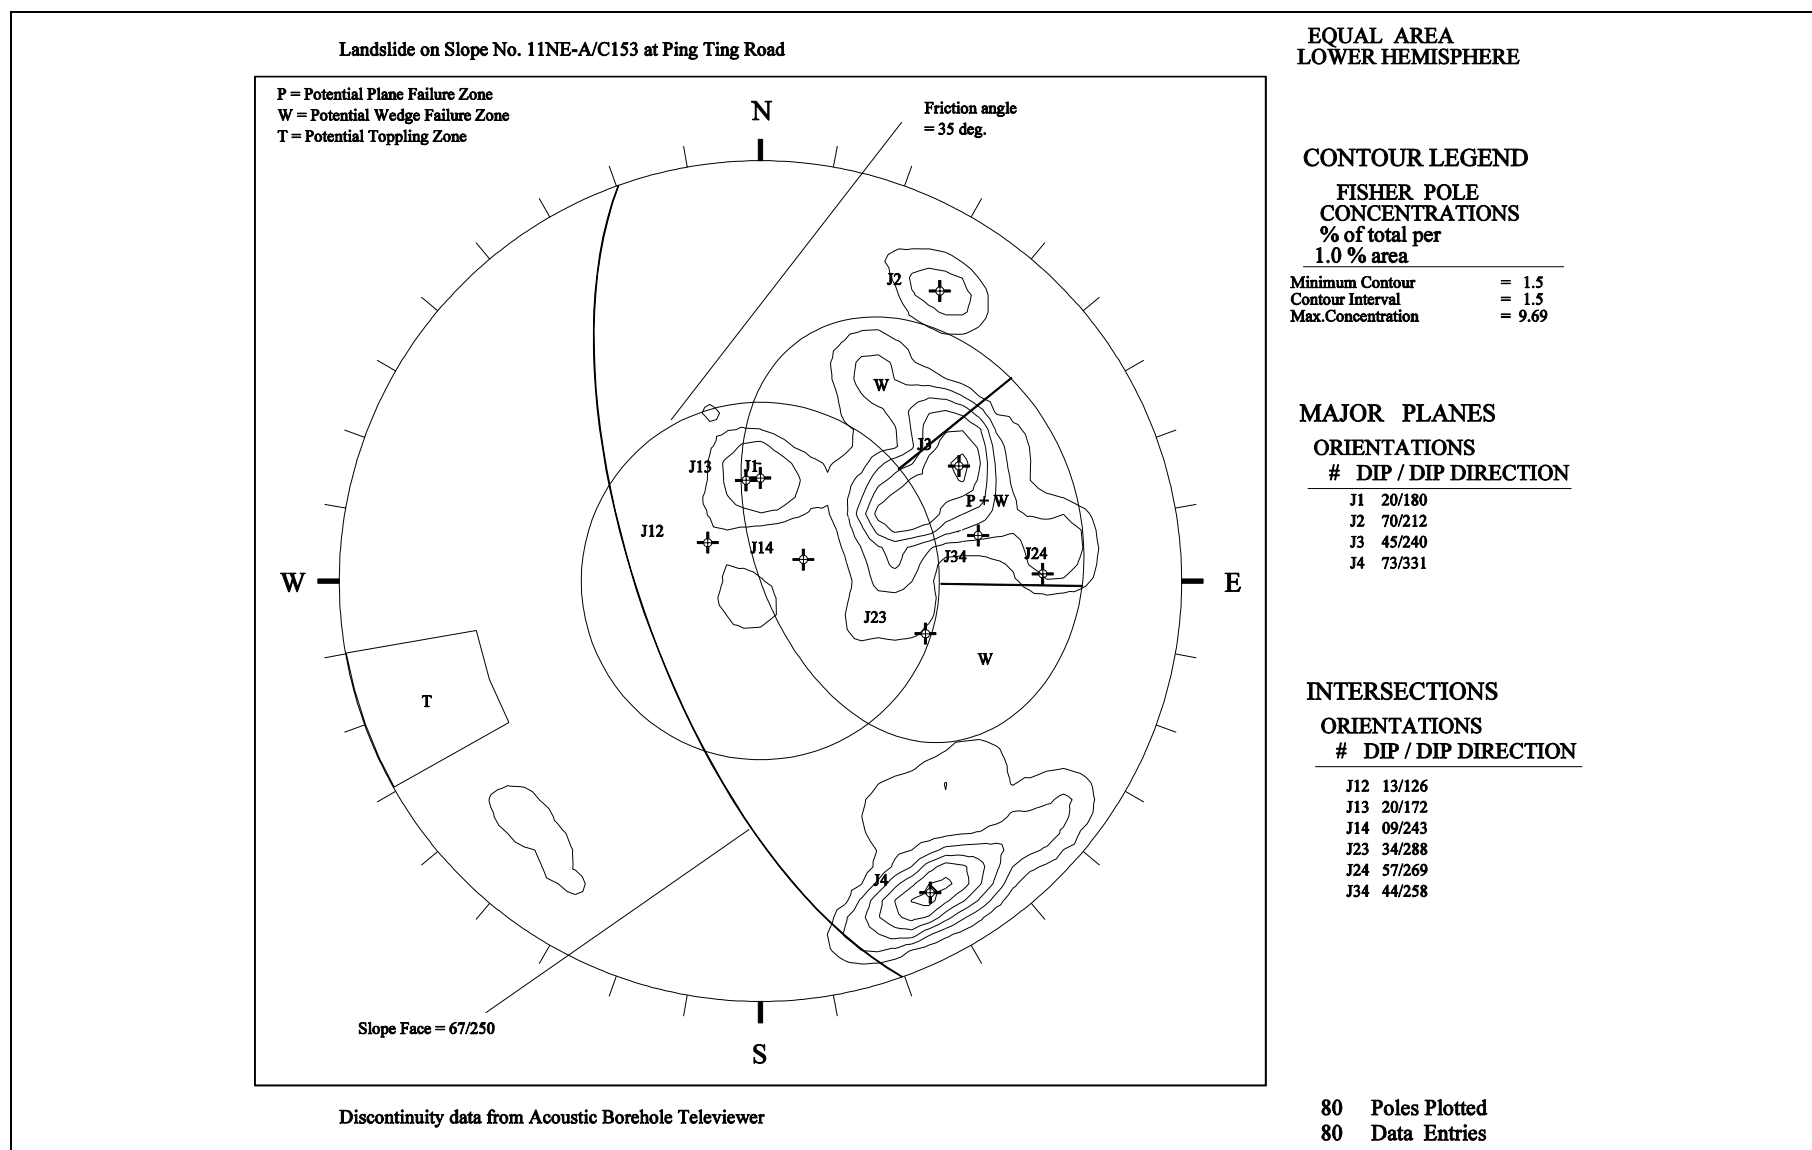 Landslide on Slope No. 11NE-A/C153 at Ping Ting Road
EQUAL AREA
LOWER HEMISPHERE
P = Potential Plane Failure Zone
W = Potential Wedge Failure Zone
T = Potential Toppling Zone
N
Friction angle
= 35 deg.
CONTOUR LEGEND
FISHER POLE
CONCENTRATIONS
% of total per
1.0 % area
Minimum Contour = 1.5
Contour Interval = 1.5
Max.Concentration = 9.69
J2
W
J3
J13
J1
P + W
J12
J14
J34
J24
W
E
J23
W
T
J4
MAJOR PLANES
ORIENTATIONS
# DIP / DIP DIRECTION
J1 20/180
J2 70/212
J3 45/240
J4 73/331
INTERSECTIONS
ORIENTATIONS
# DIP / DIP DIRECTION
J12 13/126
J13 20/172
J14 09/243
J23 34/288
J24 57/269
J34 44/258
Slope Face = 67/250
S
Discontinuity data from Acoustic Borehole Televiewer
80 Poles Plotted
80 Data Entries